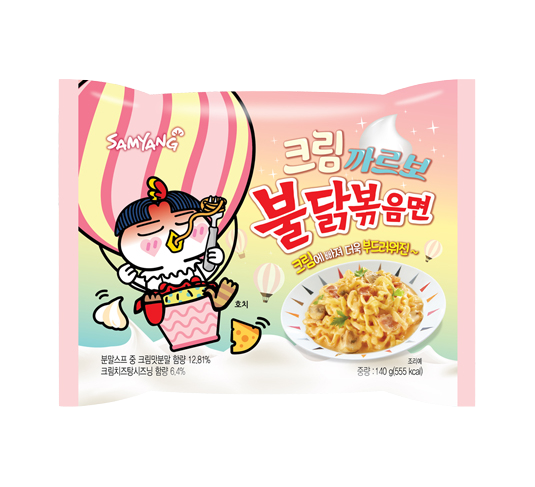 SAMYANG
크림 까르보
불닭볶음면
크림에 빠져 더욱 부드러워진~
호치
분말스프 중 크림맛분말 함량 12.81%
크림치즈탕시즈닝 함량 6.4%
조리예
중량 : 140 g(555 kcal)